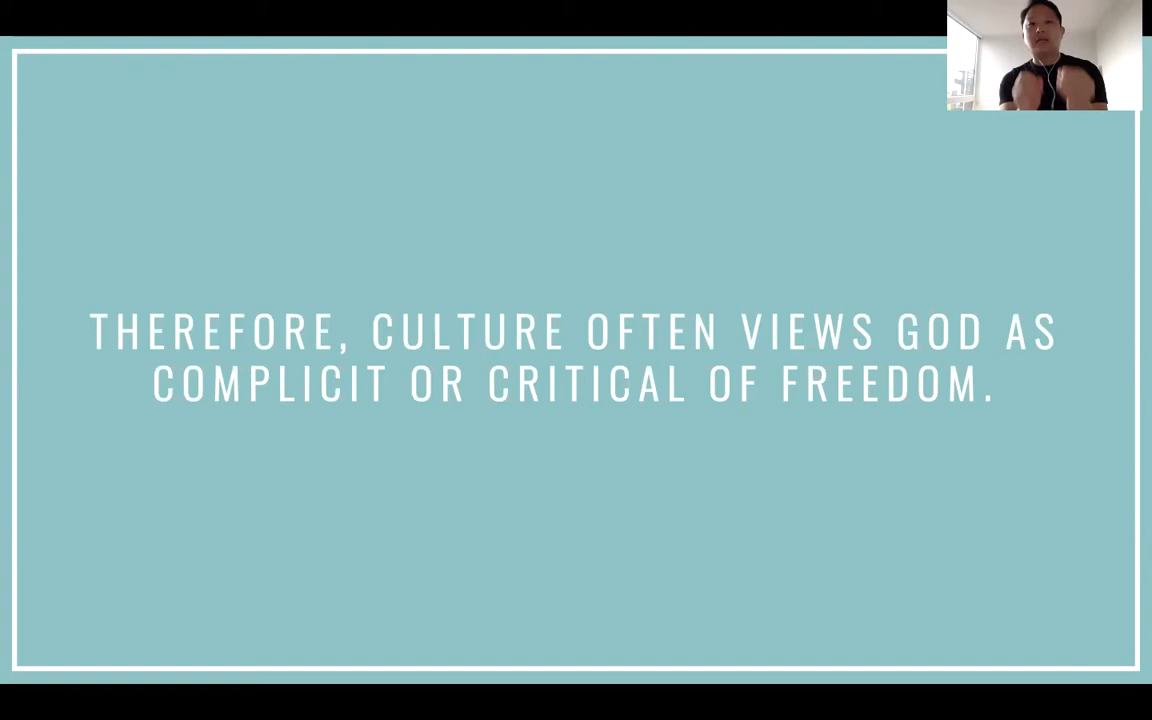 THEREFORE, CULTURE OFTEN VIEWS GOD AS
COMPLICIT OR CRITICAL OF FREEDOM.